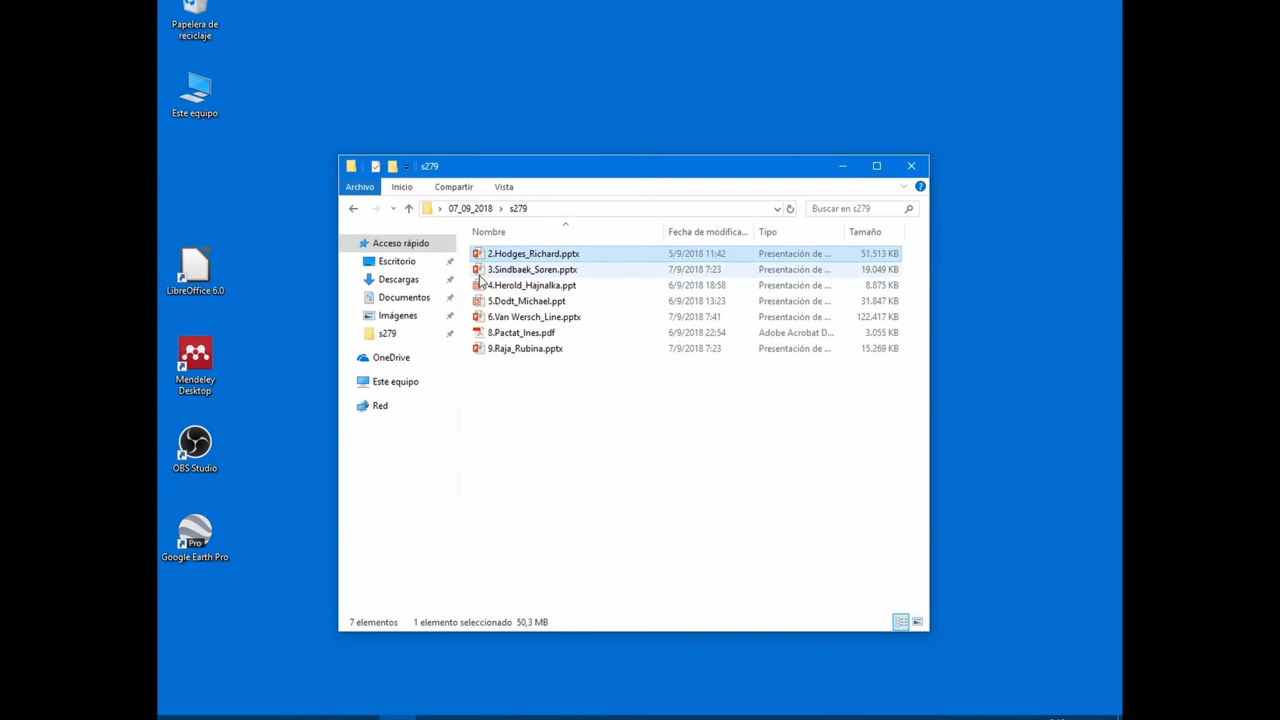 Papelera de
reciclaje
Este equipo
LibreOffice 6.0
Mendeley
Desktop
OBS Studio
Pro
Google Earth Pro
s279
Archivo Inicio Compartir Vista
07_09_2018 s279 Buscar en s279
Acceso rápido
Escritorio
Descargas
Documentos
Imágenes
s279
OneDrive
Este equipo
Red
Nombre Fecha de modifica... Tipo Tamaño
2.Hodges_Richard.pptx 5/9/2018 11:42 Presentación de ... 51.513 KB
3.Sindbaek_Soren.pptx 7/9/2018 7:23 Presentación de ... 19.049 KB
4.Herold_Hajnalka.ppt 6/9/2018 18:58 Presentación de ... 8.875 KB
5.Dodt_Michael.ppt 6/9/2018 13:23 Presentación de ... 31.847 KB
6.Van Wersch_Line.pptx 7/9/2018 7:41 Presentación de ... 122.417 KB
8.Pactat_Ines.pdf 6/9/2018 22:54 Adobe Acrobat D... 3.055 KB
9.Raja_Rubina.pptx 7/9/2018 7:23 Presentación de ... 15.269 KB
7 elementos 1 elemento seleccionado 50,3 MB